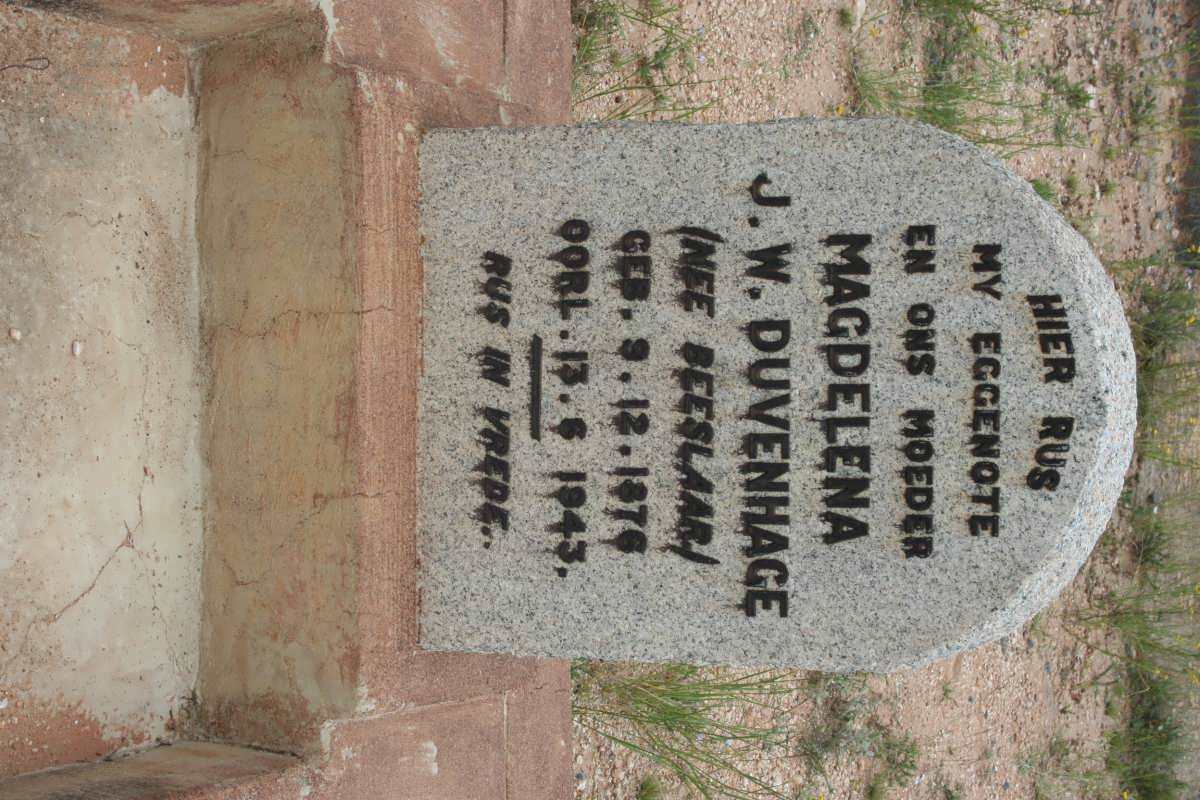 HIER RUS
MY EGGENOTE
EN ONS MOEDER
MAGDELENA
J. W. DUVENHAGE
(NEE BEESLAAR)
GEB. 9. 12. 1876
OORL. 13. 6. 1943.
RUS IN VREDE.